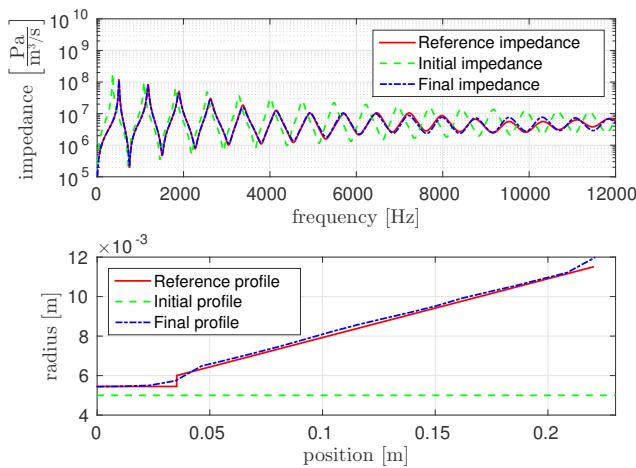 impedance [Pa / m³/s]
10^10
10^9
10^8
10^7
10^6
10^5
0 2000 4000 6000 8000 10000 12000
frequency [Hz]
Reference impedance
Initial impedance
Final impedance
×10^-3
radius [m]
12
10
8
6
4
0 0.05 0.1 0.15 0.2
position [m]
Reference profile
Initial profile
Final profile